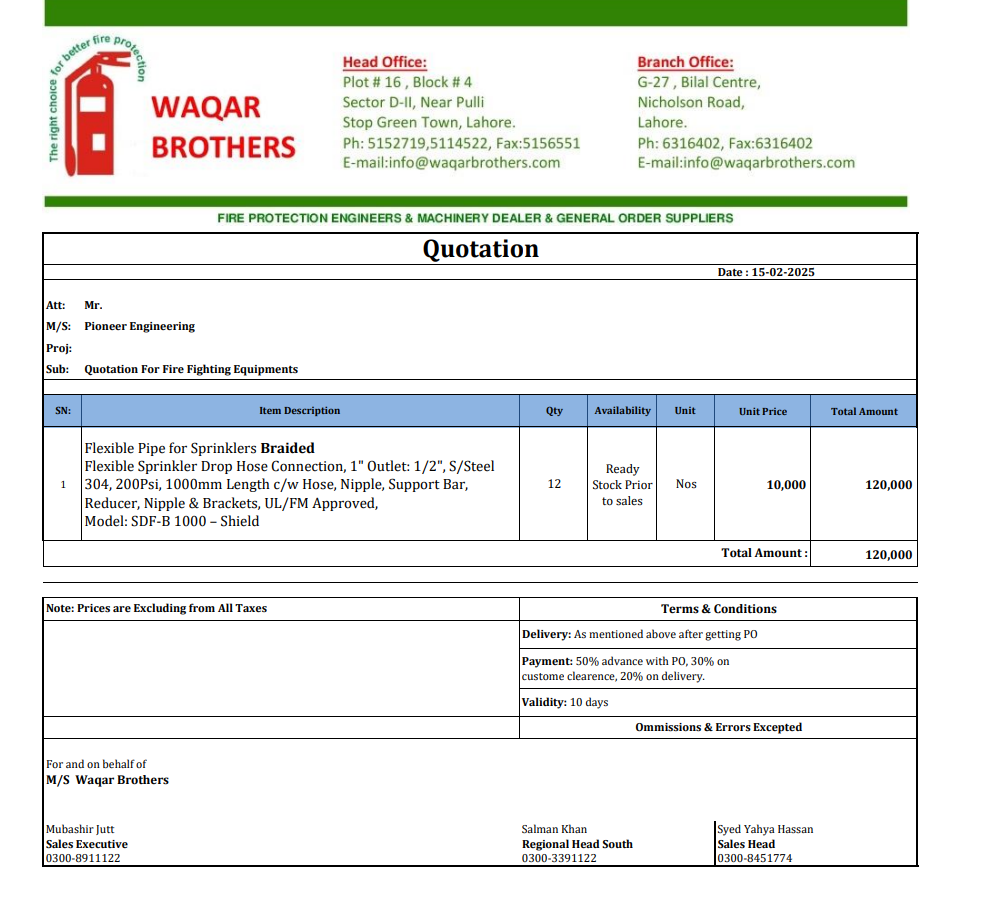 The right choice for better fire protection
WAQAR
BROTHERS
Head Office:
Plot # 16 , Block # 4
Sector D-II, Near Pulli
Stop Green Town, Lahore.
Ph: 5152719,5114522, Fax:5156551
E-mail:info@waqarbrothers.com
Branch Office:
G-27 , Bilal Centre,
Nicholson Road,
Lahore.
Ph: 6316402, Fax:6316402
E-mail:info@waqarbrothers.com
FIRE PROTECTION ENGINEERS & MACHINERY DEALER & GENERAL ORDER SUPPLIERS
Quotation
Date : 15-02-2025
Att: Mr.
M/S: Pioneer Engineering
Proj:
Sub: Quotation For Fire Fighting Equipments
SN: Item Description Qty Availability Unit Unit Price Total Amount
1
Flexible Pipe for Sprinklers Braided
Flexible Sprinkler Drop Hose Connection, 1" Outlet: 1/2", S/Steel
304, 200Psi, 1000mm Length c/w Hose, Nipple, Support Bar,
Reducer, Nipple & Brackets, UL/FM Approved,
Model: SDF-B 1000 – Shield
12
Ready
Stock Prior
to sales
Nos
10,000
120,000
Total Amount : 120,000
Note: Prices are Excluding from All Taxes
Terms & Conditions
Delivery: As mentioned above after getting PO
Payment: 50% advance with PO, 30% on
custome clearence, 20% on delivery.
Validity: 10 days
Ommissions & Errors Excepted
For and on behalf of
M/S Waqar Brothers
Mubashir Jutt
Sales Executive
0300-8911122
Salman Khan
Regional Head South
0300-3391122
Syed Yahya Hassan
Sales Head
0300-8451774